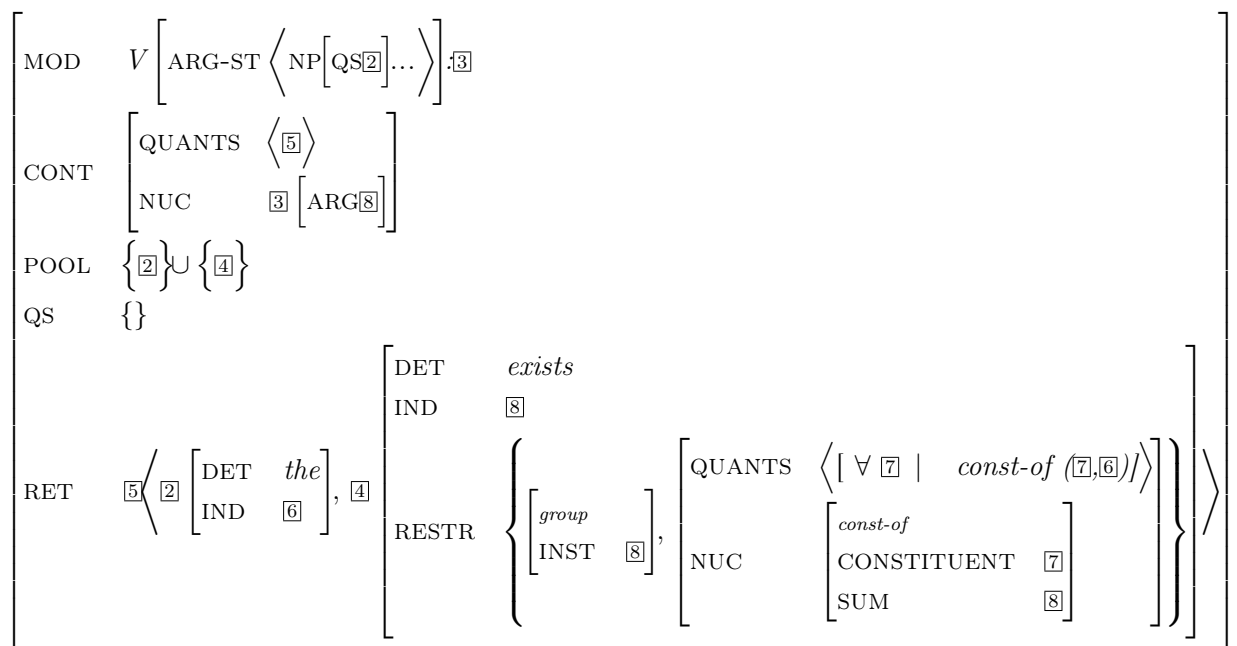 MOD V [ARG-ST ⟨NP[QS 2]...⟩]:3
CONT [QUANTS ⟨5⟩
NUC 3 [ARG 8]]
POOL {2} ∪ {4}
QS {}
DET exists
IND 8
RET 5⟨2 [DET the
IND 6], 4
RESTR {[group
INST 8],
QUANTS ⟨[ ∀ 7 | const-of (7,6)]⟩
NUC [const-of
CONSTITUENT 7
SUM 8]}⟩